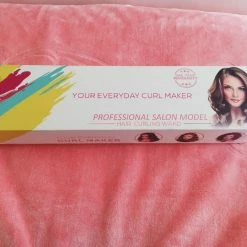 YOUR EVERYDAY CURL MAKER
PROFESSIONAL SALON MODEL
HAIR CURLING WAND
CURL MAKER